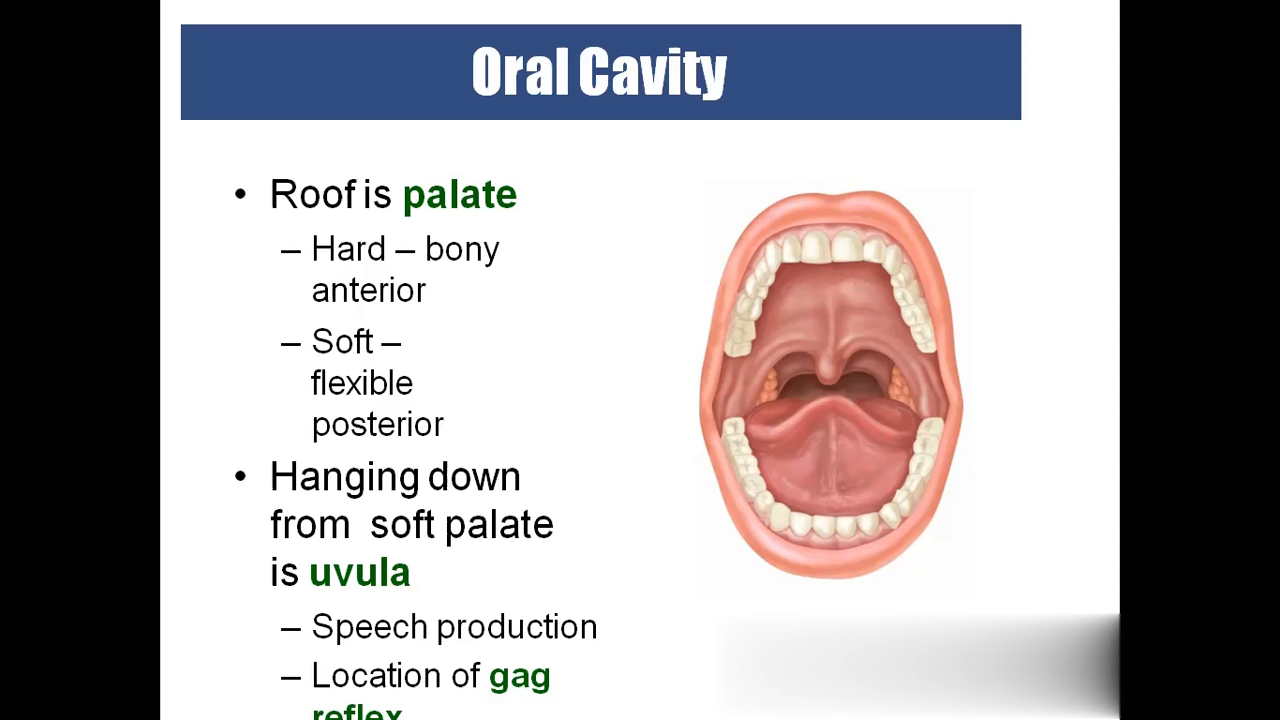 Oral Cavity
• Roof is palate
– Hard – bony
anterior
– Soft –
flexible
posterior
• Hanging down
from soft palate
is uvula
– Speech production
– Location of gag
reflex